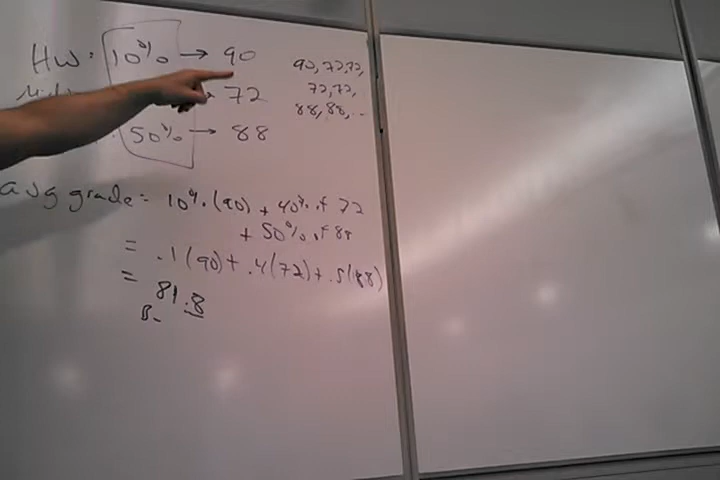 HW: 10% → 90
→ 72
50% → 88
90, 72, 72,
72, 72,
88, 88, ...
avg grade = 10% (90) + 40% of 72
+ 50% of 88
= .1(90) + .4(72) + .5(88)
= 81.8
B-